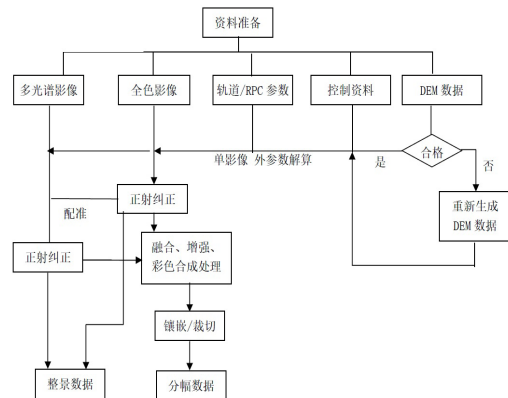 资料准备
多光谱影像
全色影像
轨道/RPC 参数
控制资料
DEM 数据
单影像 外参数解算
是
合格
否
正射纠正
配准
重新生成
DEM 数据
正射纠正
融合、增强、
彩色合成处理
镶嵌/裁切
整景数据
分幅数据